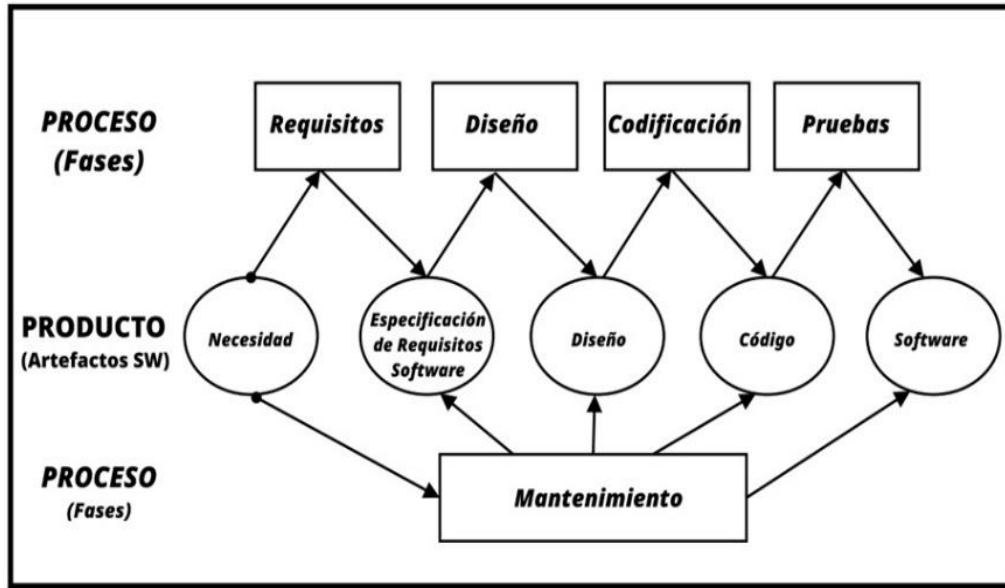 PROCESO
(Fases)
Requisitos
Diseño
Codificación
Pruebas
PRODUCTO
(Artefactos SW)
Necesidad
Especificación
de Requisitos
Software
Diseño
Código
Software
PROCESO
(Fases)
Mantenimiento